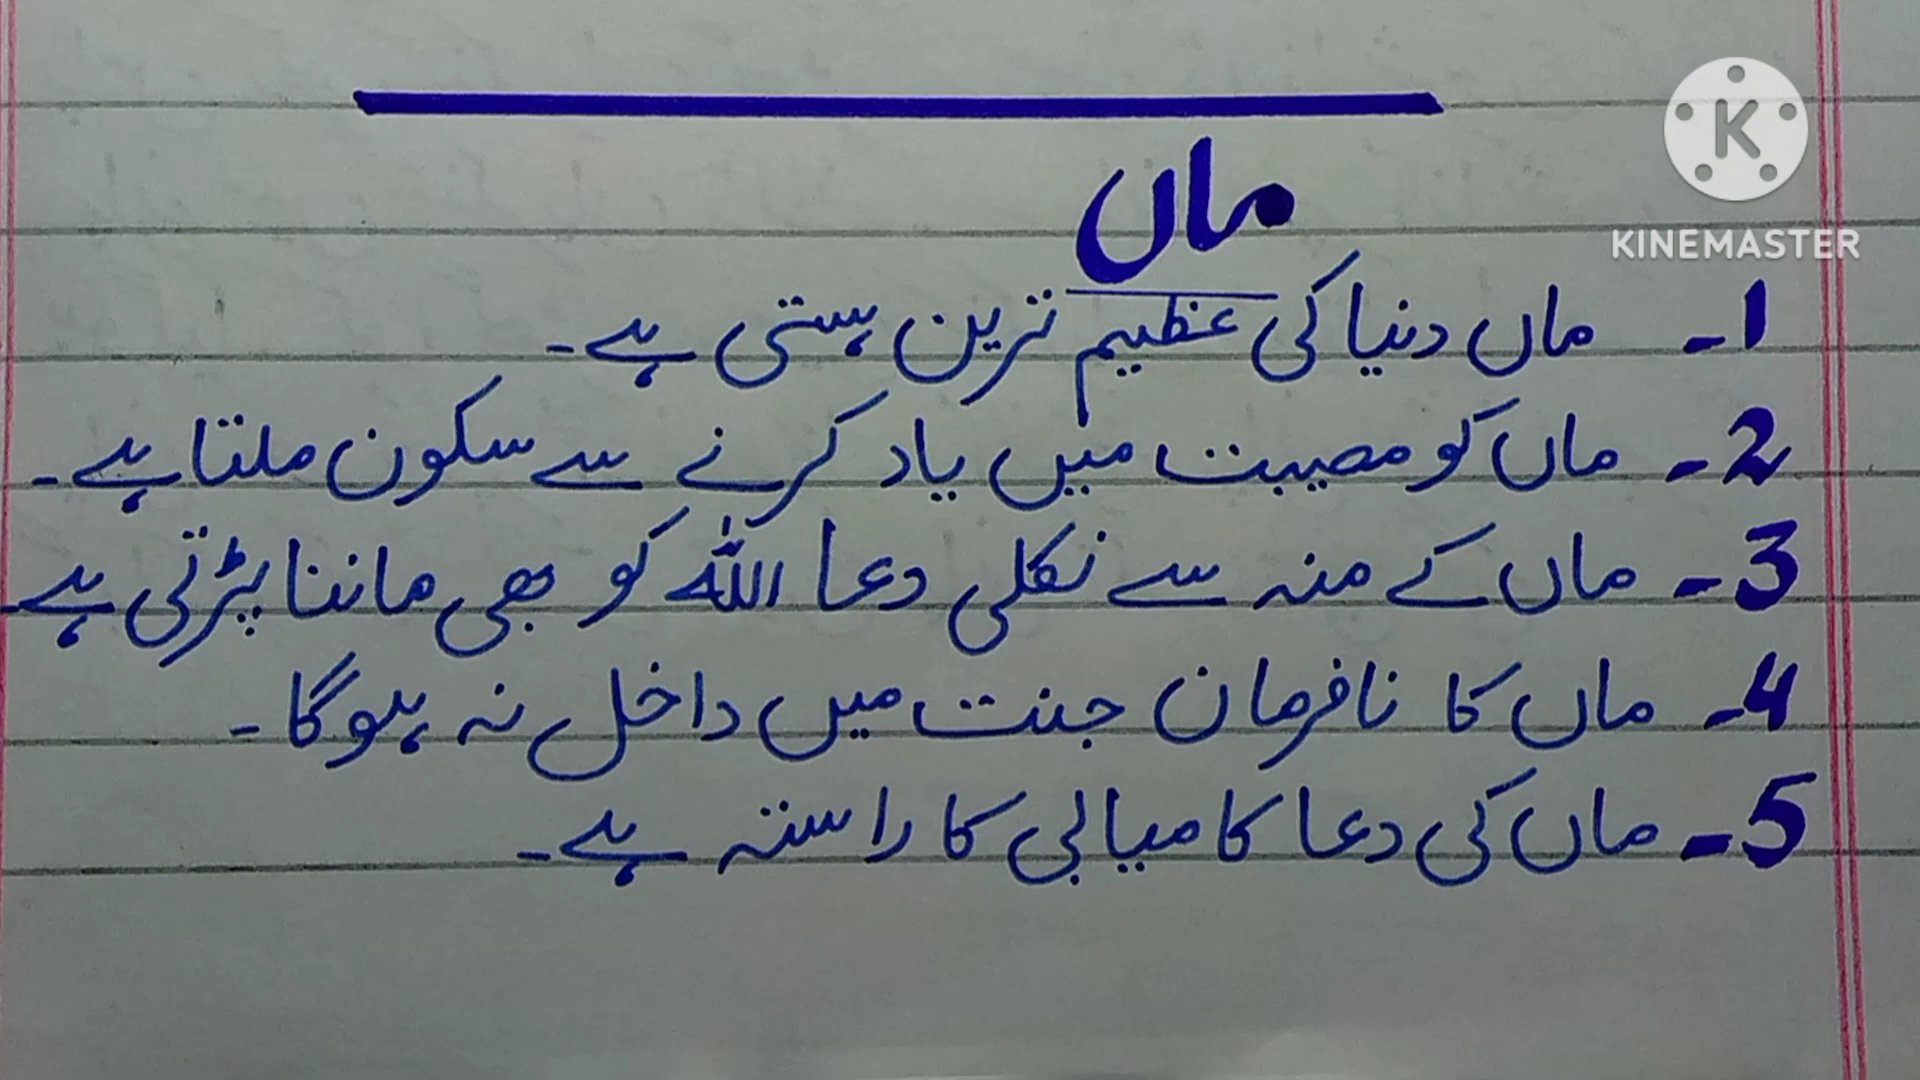 ماں
1- ماں دنیا کی عظیم ترین ہستی ہے۔
2- ماں کو مصیبت میں یاد کرنے سے سکون ملتا ہے۔
3- ماں کے منہ سے نکلی دعا اللہ کو بھی ماننا پڑتی ہے
4- ماں کا نافرمان جنت میں داخل نہ ہوگا۔
5- ماں کی دعا کامیابی کا راستہ ہے۔
K
KINEMASTER